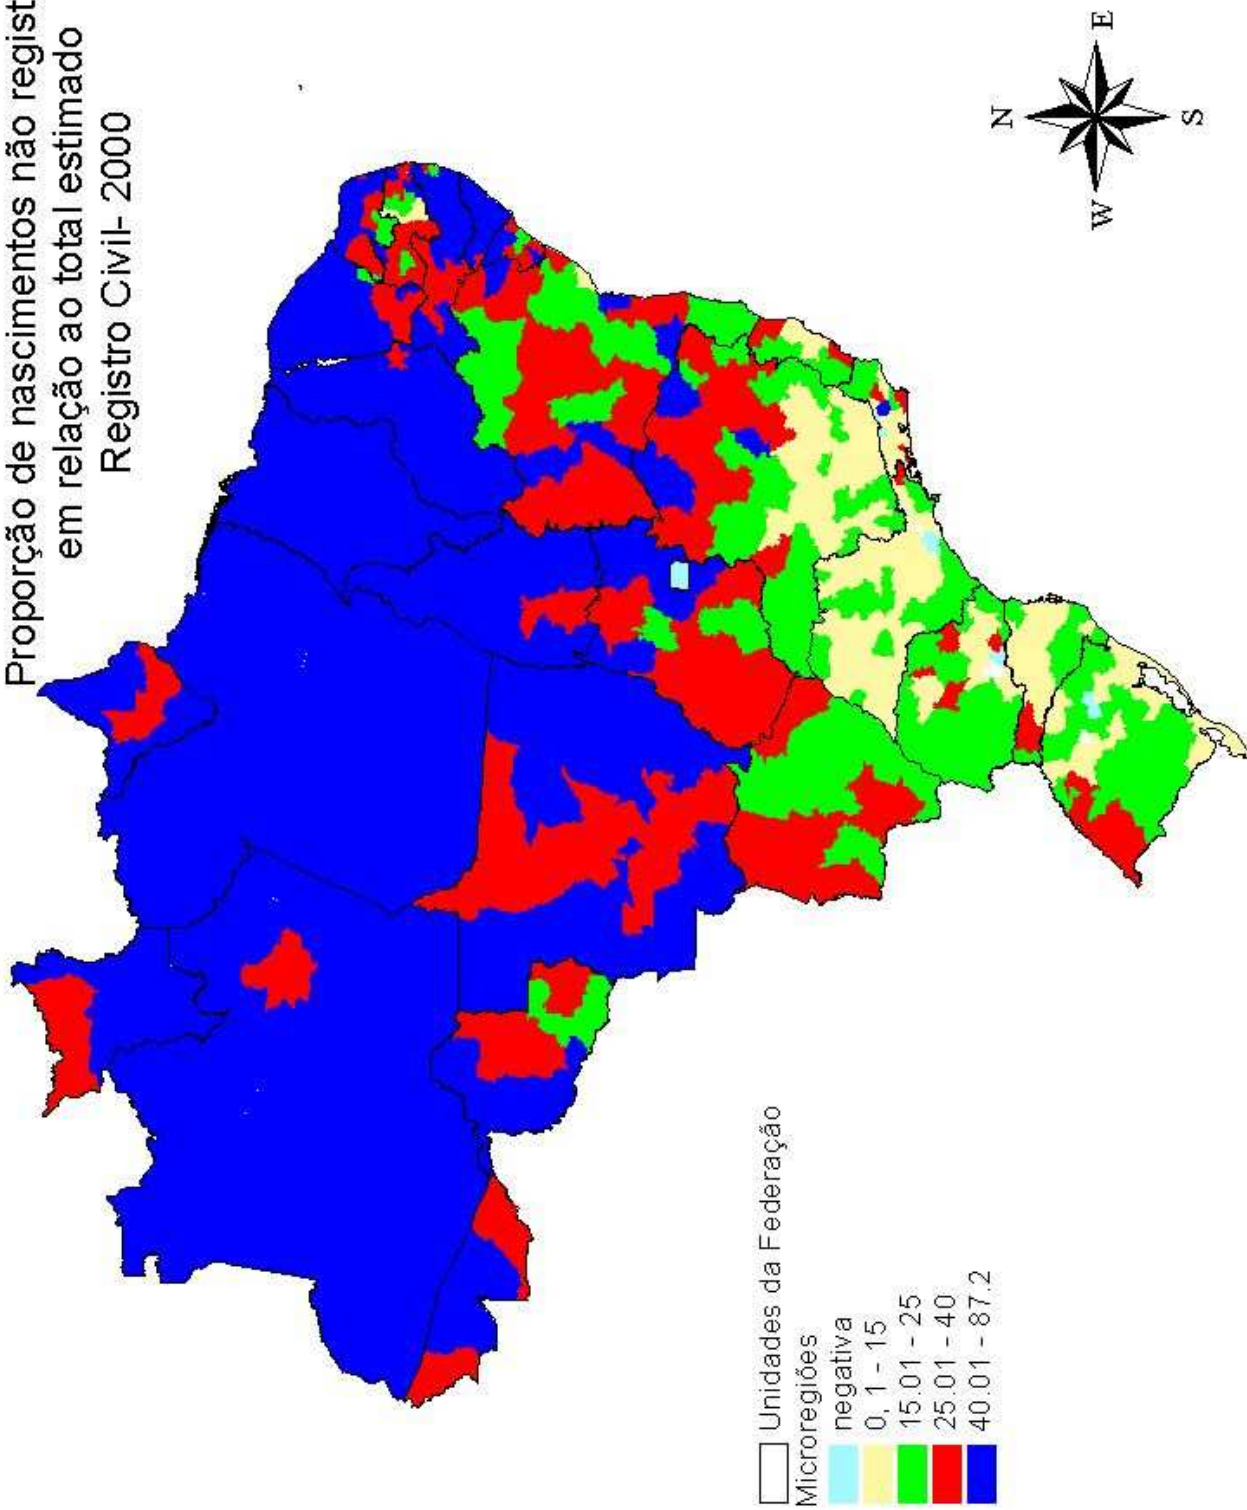 Proporção de nascimentos não regist
em relação ao total estimado
Registro Civil- 2000
N
W
E
S
Unidades da Federação
Microregiões
negativa
0, 1 - 15
15.01 - 25
25.01 - 40
40.01 - 87.2